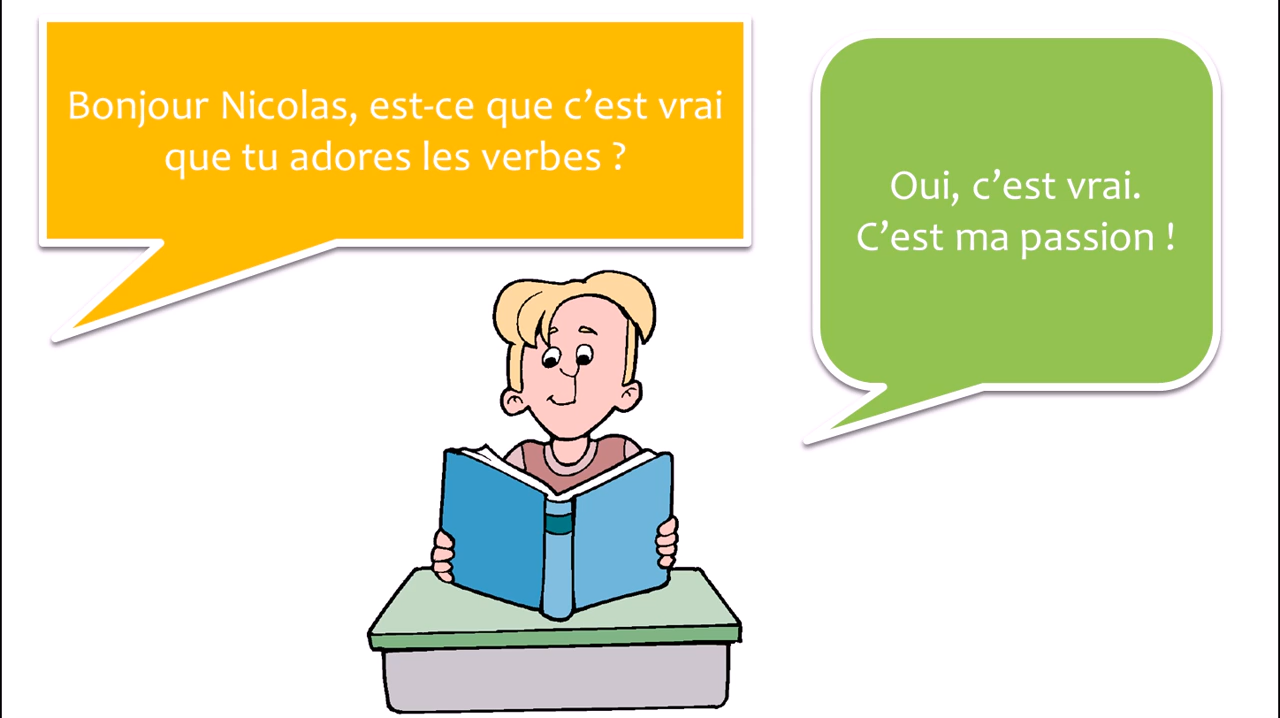 Bonjour Nicolas, est-ce que c’est vrai
que tu adores les verbes ?
Oui, c’est vrai.
C’est ma passion !